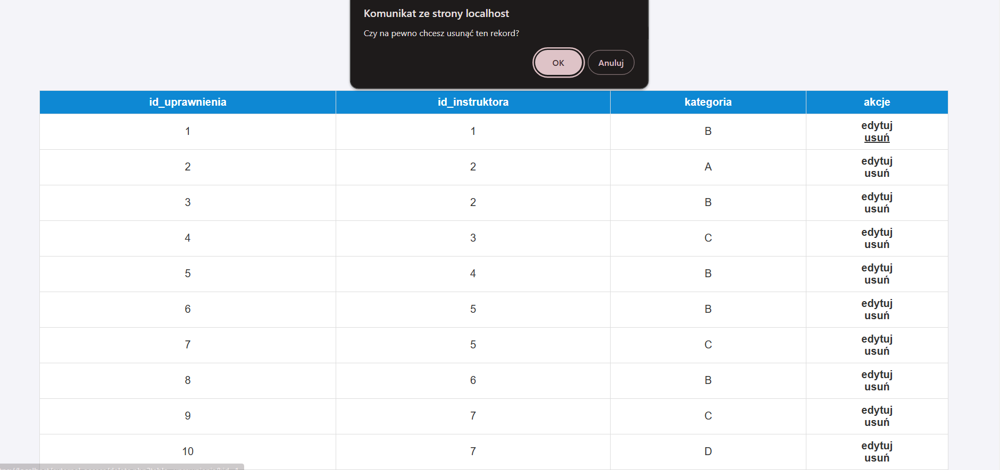 Komunikat ze strony localhost
Czy na pewno chcesz usunąć ten rekord?
OK Anuluj
id_uprawnienia id_instruktora kategoria akcje
1 1 B edytuj
usuń
2 2 A edytuj
usuń
3 2 B edytuj
usuń
4 3 C edytuj
usuń
5 4 B edytuj
usuń
6 5 B edytuj
usuń
7 5 C edytuj
usuń
8 6 B edytuj
usuń
9 7 C edytuj
usuń
10 7 D edytuj
usuń